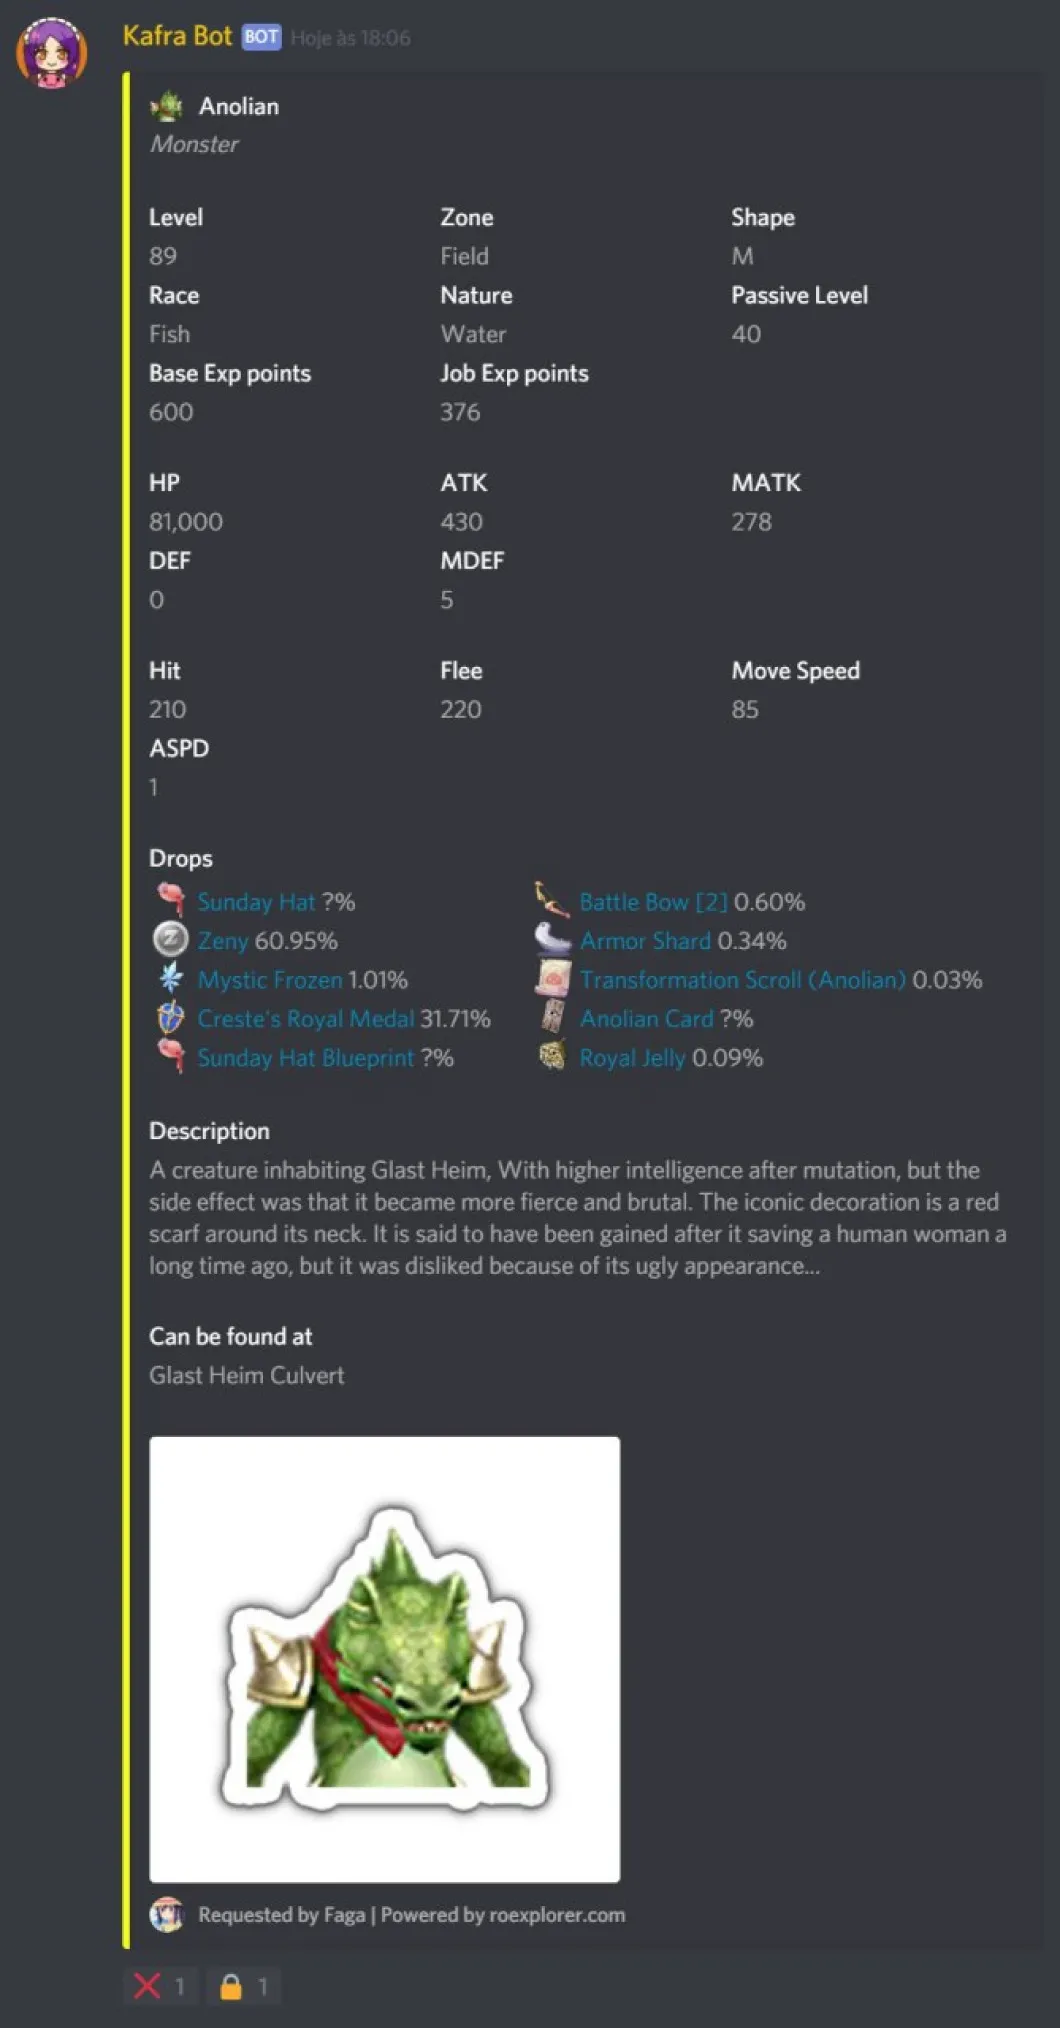 Kafra Bot BOT Hoje às 18:06
Anolian
Monster
Level Zone Shape
89 Field M
Race Nature Passive Level
Fish Water 40
Base Exp points Job Exp points
600 376
HP ATK MATK
81,000 430 278
DEF MDEF
0 5
Hit Flee Move Speed
210 220 85
ASPD
1
Drops
Sunday Hat ?% Battle Bow [2] 0.60%
Z Zeny 60.95% Armor Shard 0.34%
Mystic Frozen 1.01% Transformation Scroll (Anolian) 0.03%
Creste's Royal Medal 31.71% Anolian Card ?%
Sunday Hat Blueprint ?% Royal Jelly 0.09%
Description
A creature inhabiting Glast Heim, With higher intelligence after mutation, but the
side effect was that it became more fierce and brutal. The iconic decoration is a red
scarf around its neck. It is said to have been gained after it saving a human woman a
long time ago, but it was disliked because of its ugly appearance...
Can be found at
Glast Heim Culvert
Requested by Faga | Powered by roexplorer.com
1 1